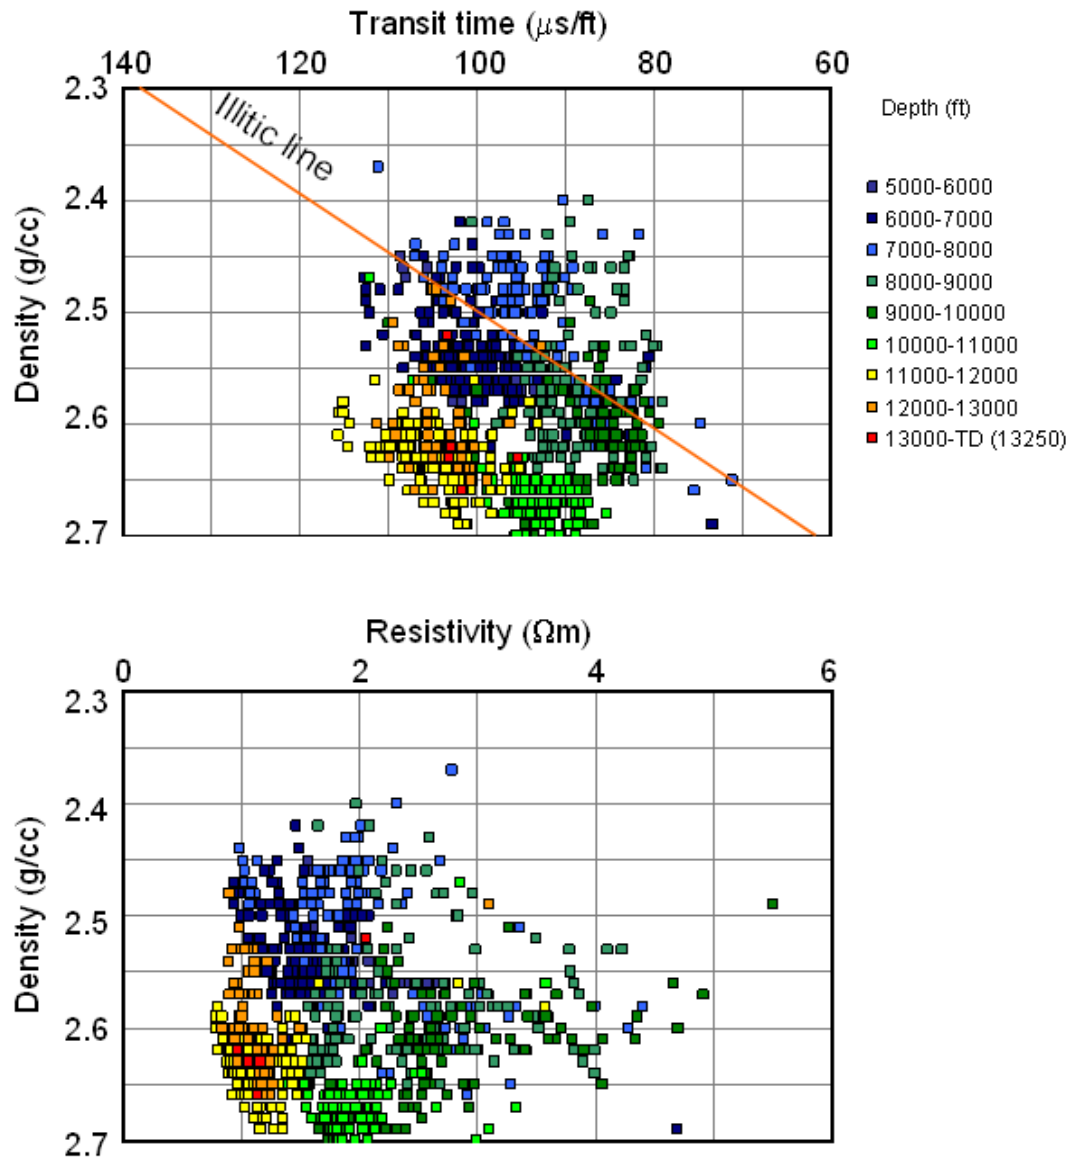 Transit time (μs/ft)
140 120 100 80 60
2.3
2.4
2.5
2.6
2.7
Density (g/cc)
Illitic line
Depth (ft)
5000-6000
6000-7000
7000-8000
8000-9000
9000-10000
10000-11000
11000-12000
12000-13000
13000-TD (13250)
Resistivity (Ωm)
0 2 4 6
2.3
2.4
2.5
2.6
2.7
Density (g/cc)